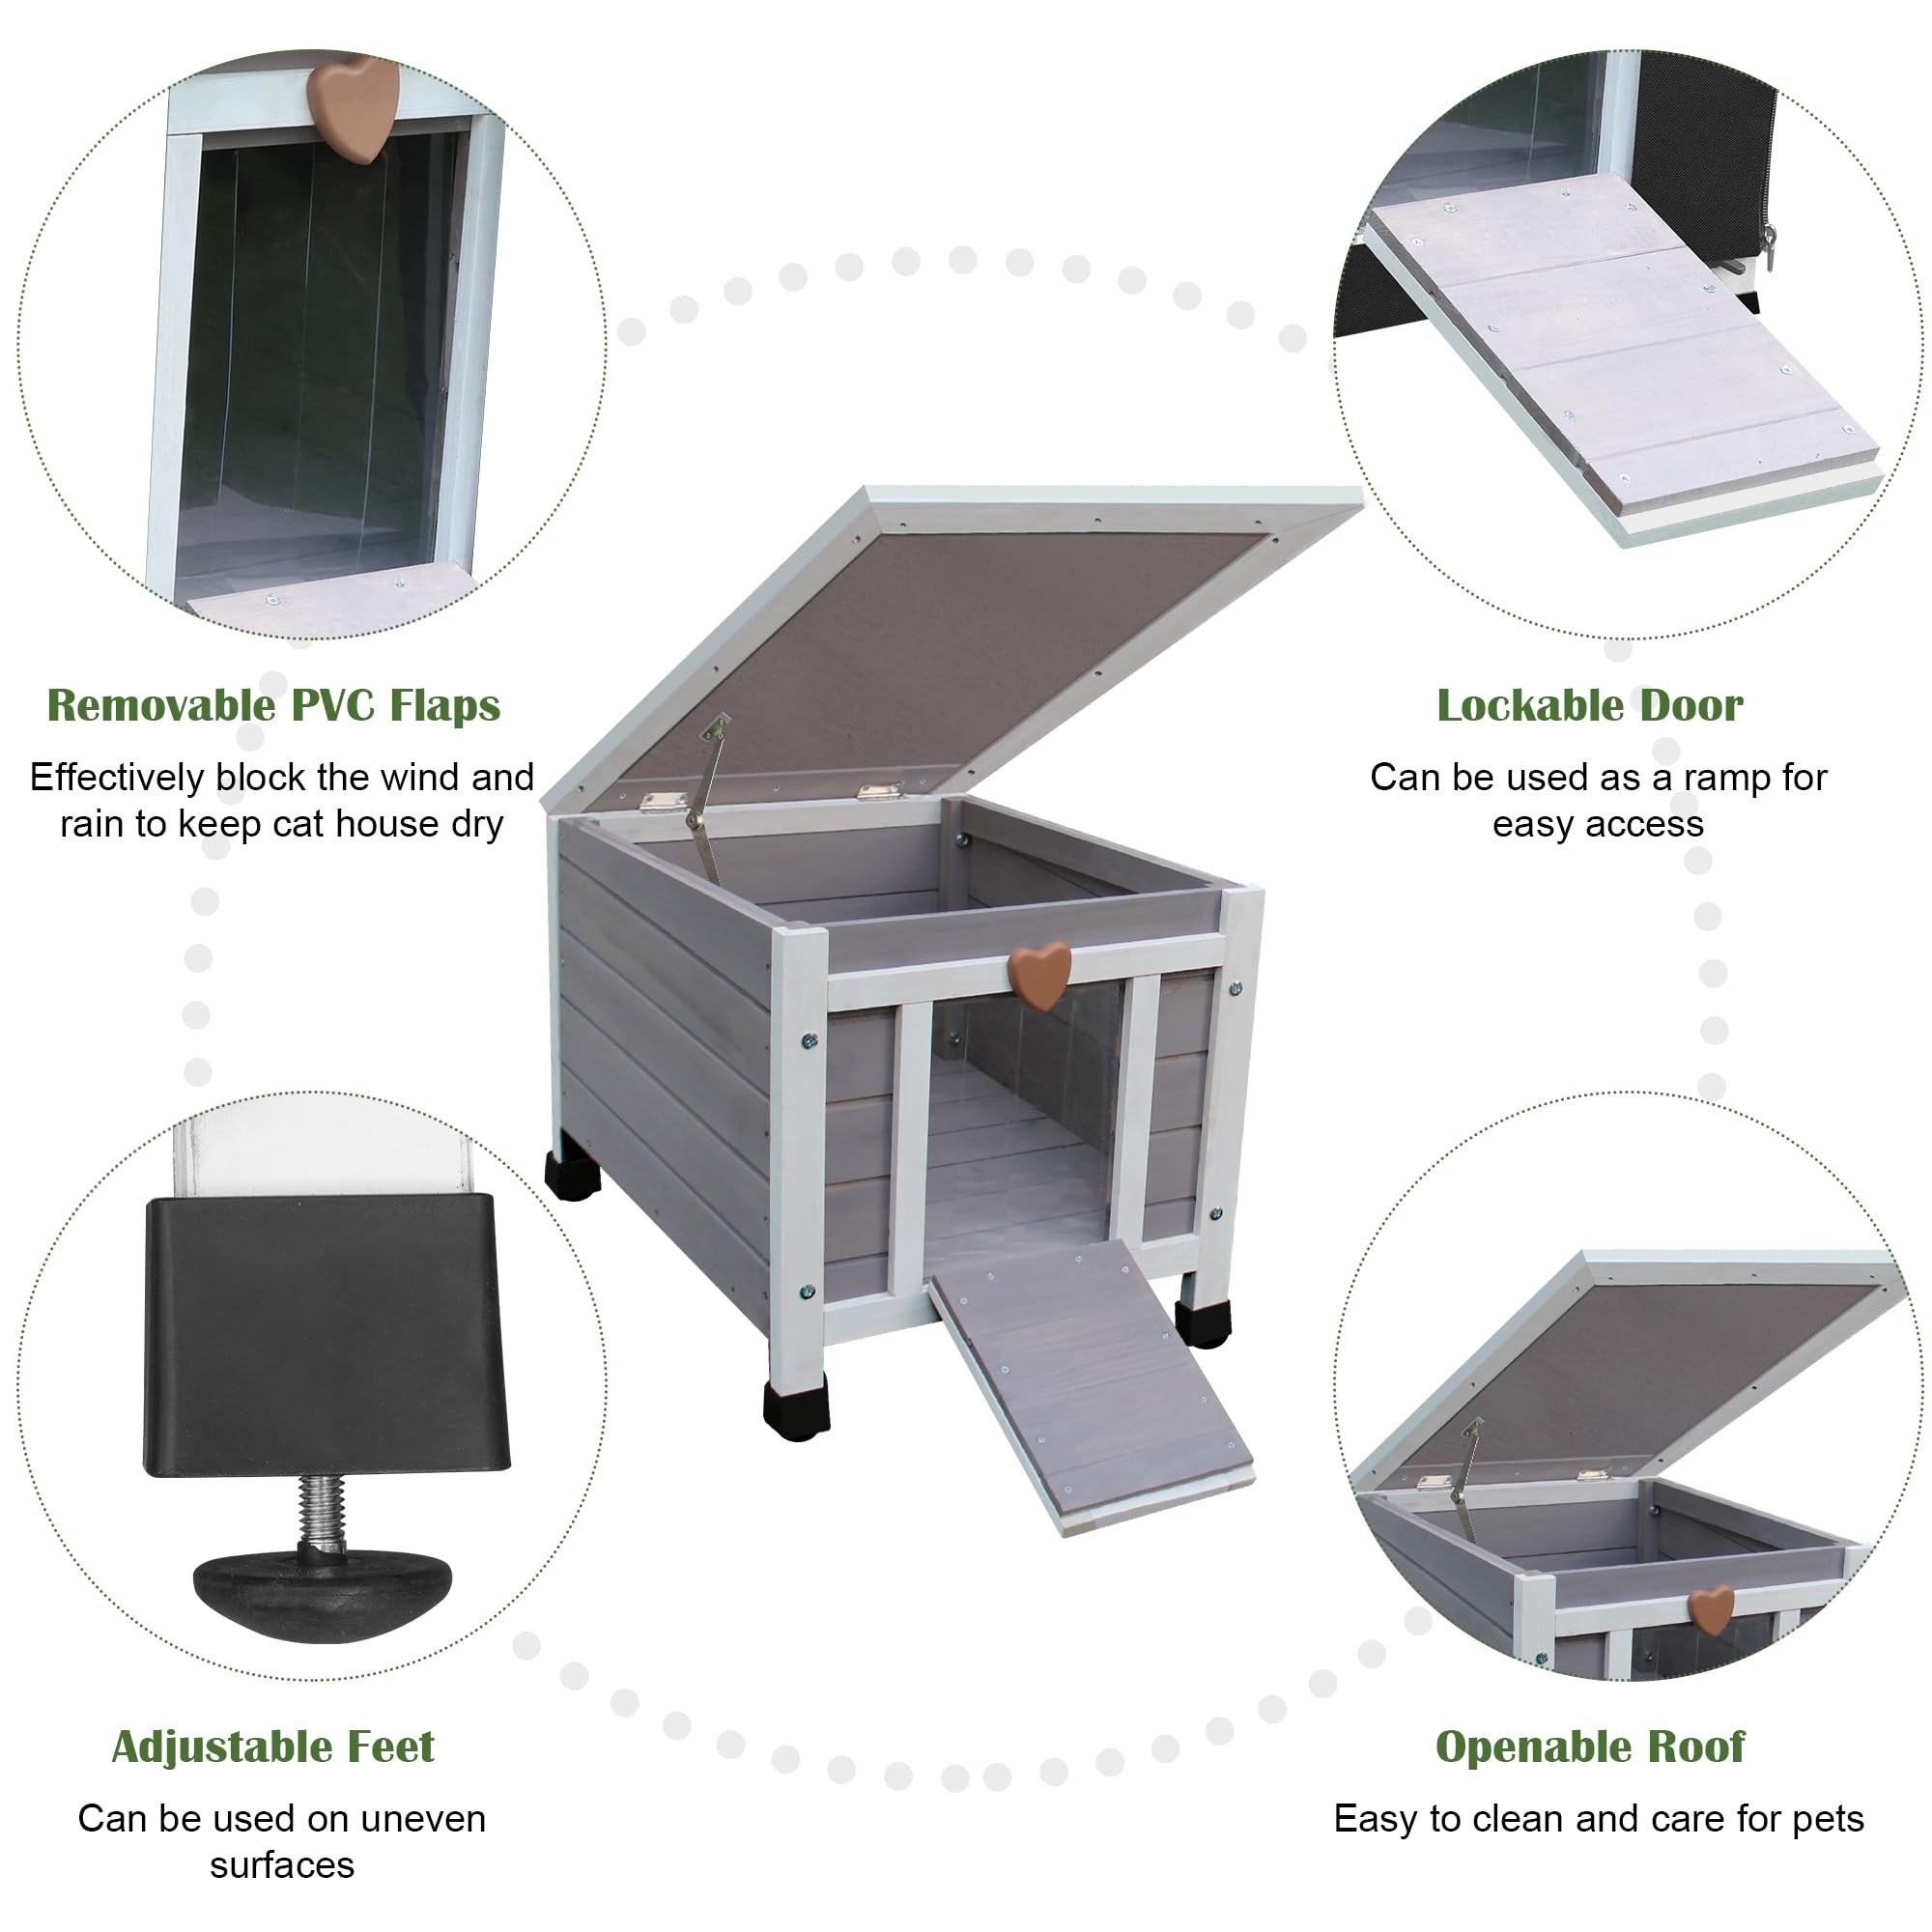 Removable PVC Flaps
Effectively block the wind and
rain to keep cat house dry
Lockable Door
Can be used as a ramp for
easy access
Adjustable Feet
Can be used on uneven
surfaces
Openable Roof
Easy to clean and care for pets